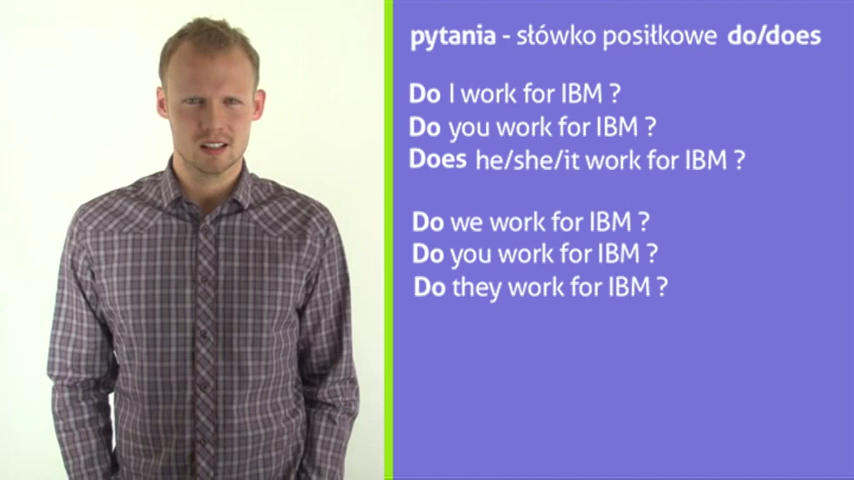 pytania - słówko posiłkowe do/does
Do I work for IBM ?
Do you work for IBM ?
Does he/she/it work for IBM ?
Do we work for IBM ?
Do you work for IBM ?
Do they work for IBM ?